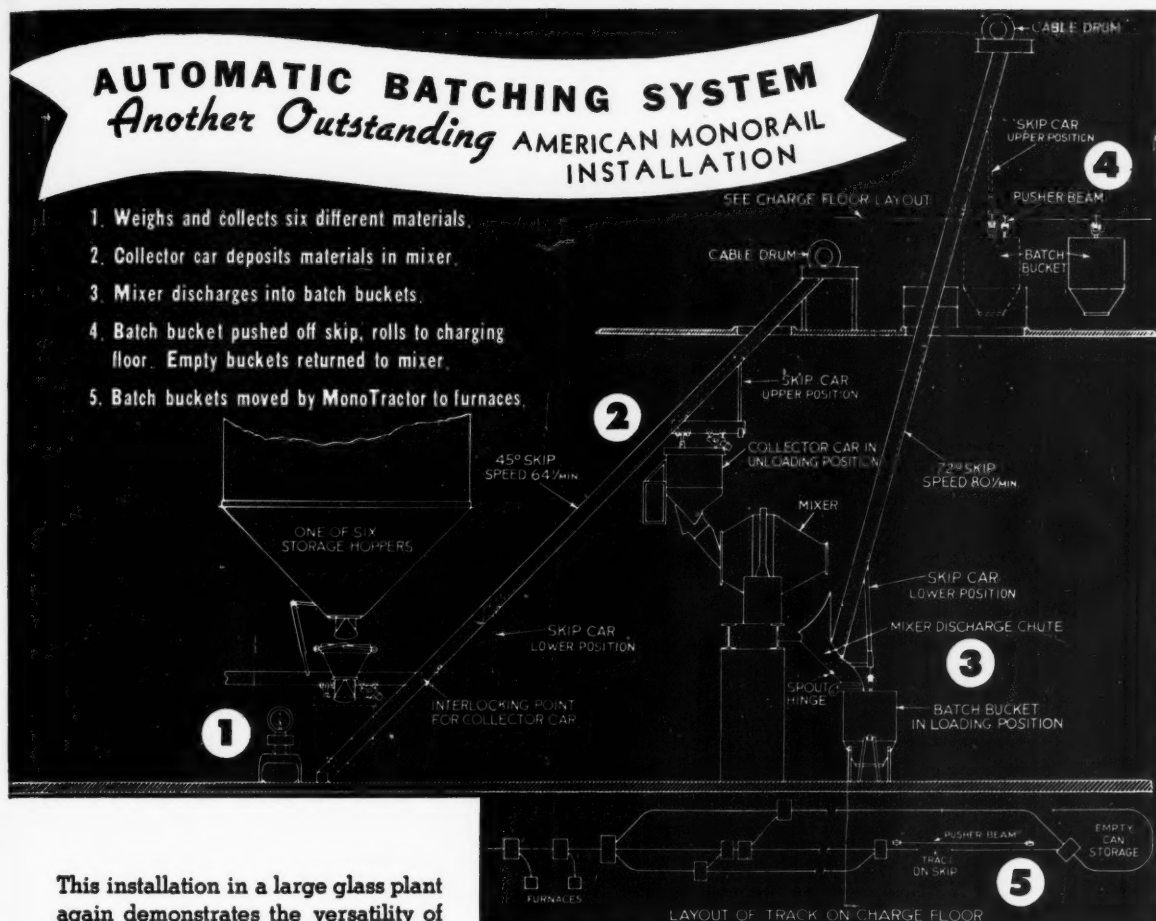 AUTOMATIC BATCHING SYSTEM
Another Outstanding AMERICAN MONORAIL
INSTALLATION
1. Weighs and collects six different materials.
2. Collector car deposits materials in mixer.
3. Mixer discharges into batch buckets.
4. Batch bucket pushed off skip, rolls to charging
floor. Empty buckets returned to mixer.
5. Batch buckets moved by MonoTractor to furnaces.
CABLE DRUM
SKIP CAR
UPPER POSITION
4
SEE CHARGE FLOOR LAYOUT
PUSHER BEAM
CABLE DRUM
BATCH
BUCKET
SKIP CAR
UPPER POSITION
2
45° SKIP
SPEED 64'/MIN.
COLLECTOR CAR IN
UNLOADING POSITION
72° SKIP
SPEED 80'/MIN.
MIXER
ONE OF SIX
STORAGE HOPPERS
SKIP CAR
LOWER POSITION
SKIP CAR
LOWER POSITION
MIXER DISCHARGE CHUTE
3
SPOUT
HINGE
INTERLOCKING POINT
FOR COLLECTOR CAR
BATCH BUCKET
IN LOADING POSITION
1
PUSHER BEAM
EMPTY
CAN
STORAGE
TRACK
ON SKIP
5
FURNACES
LAYOUT OF TRACK ON CHARGE FLOOR
This installation in a large glass plant
again demonstrates the versatility of